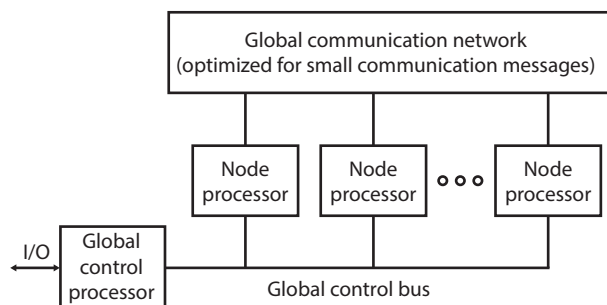 Global communication network
(optimized for small communication messages)
Node
processor
Node
processor
Node
processor
I/O
Global
control
processor
Global control bus